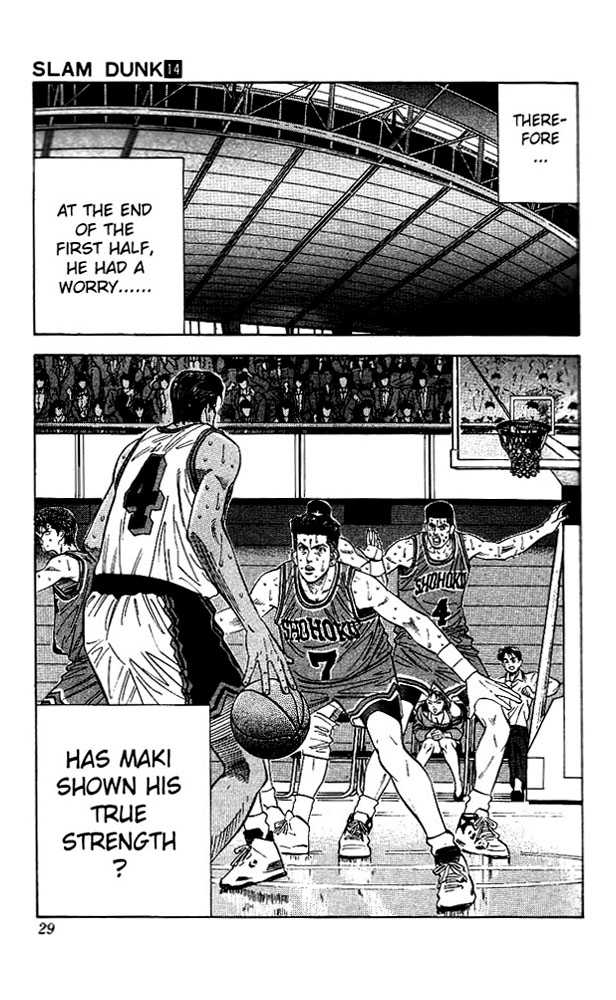 SLAM DUNK 14
THERE-
FORE
...
AT THE END
OF THE
FIRST HALF,
HE HAD A
WORRY......
4
SHOHOKU
7
SHOHOKU
4
HAS MAKI
SHOWN HIS
TRUE
STRENGTH
?
29